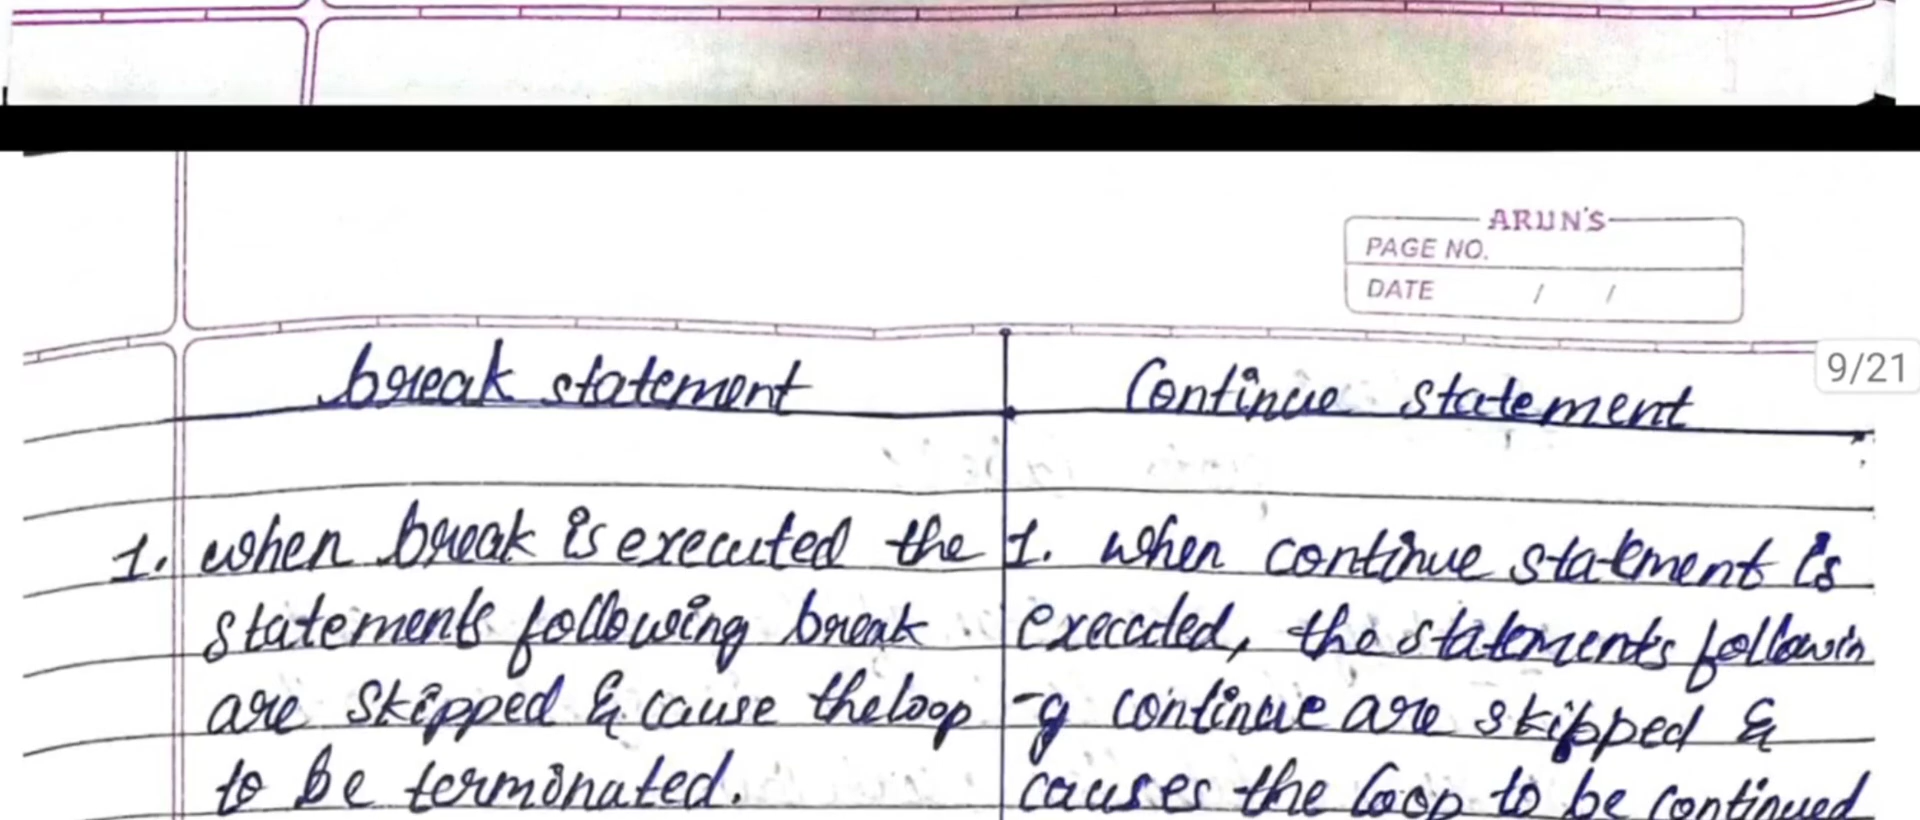 ARUN'S
PAGE NO.
DATE / /
break statement
Continue statement
9/21
1. when break is executed the
statements following break
are skipped & cause the loop
to be terminated.
1. when continue statement is
executed, the statements followin
-g continue are skipped &
causes the loop to be continued